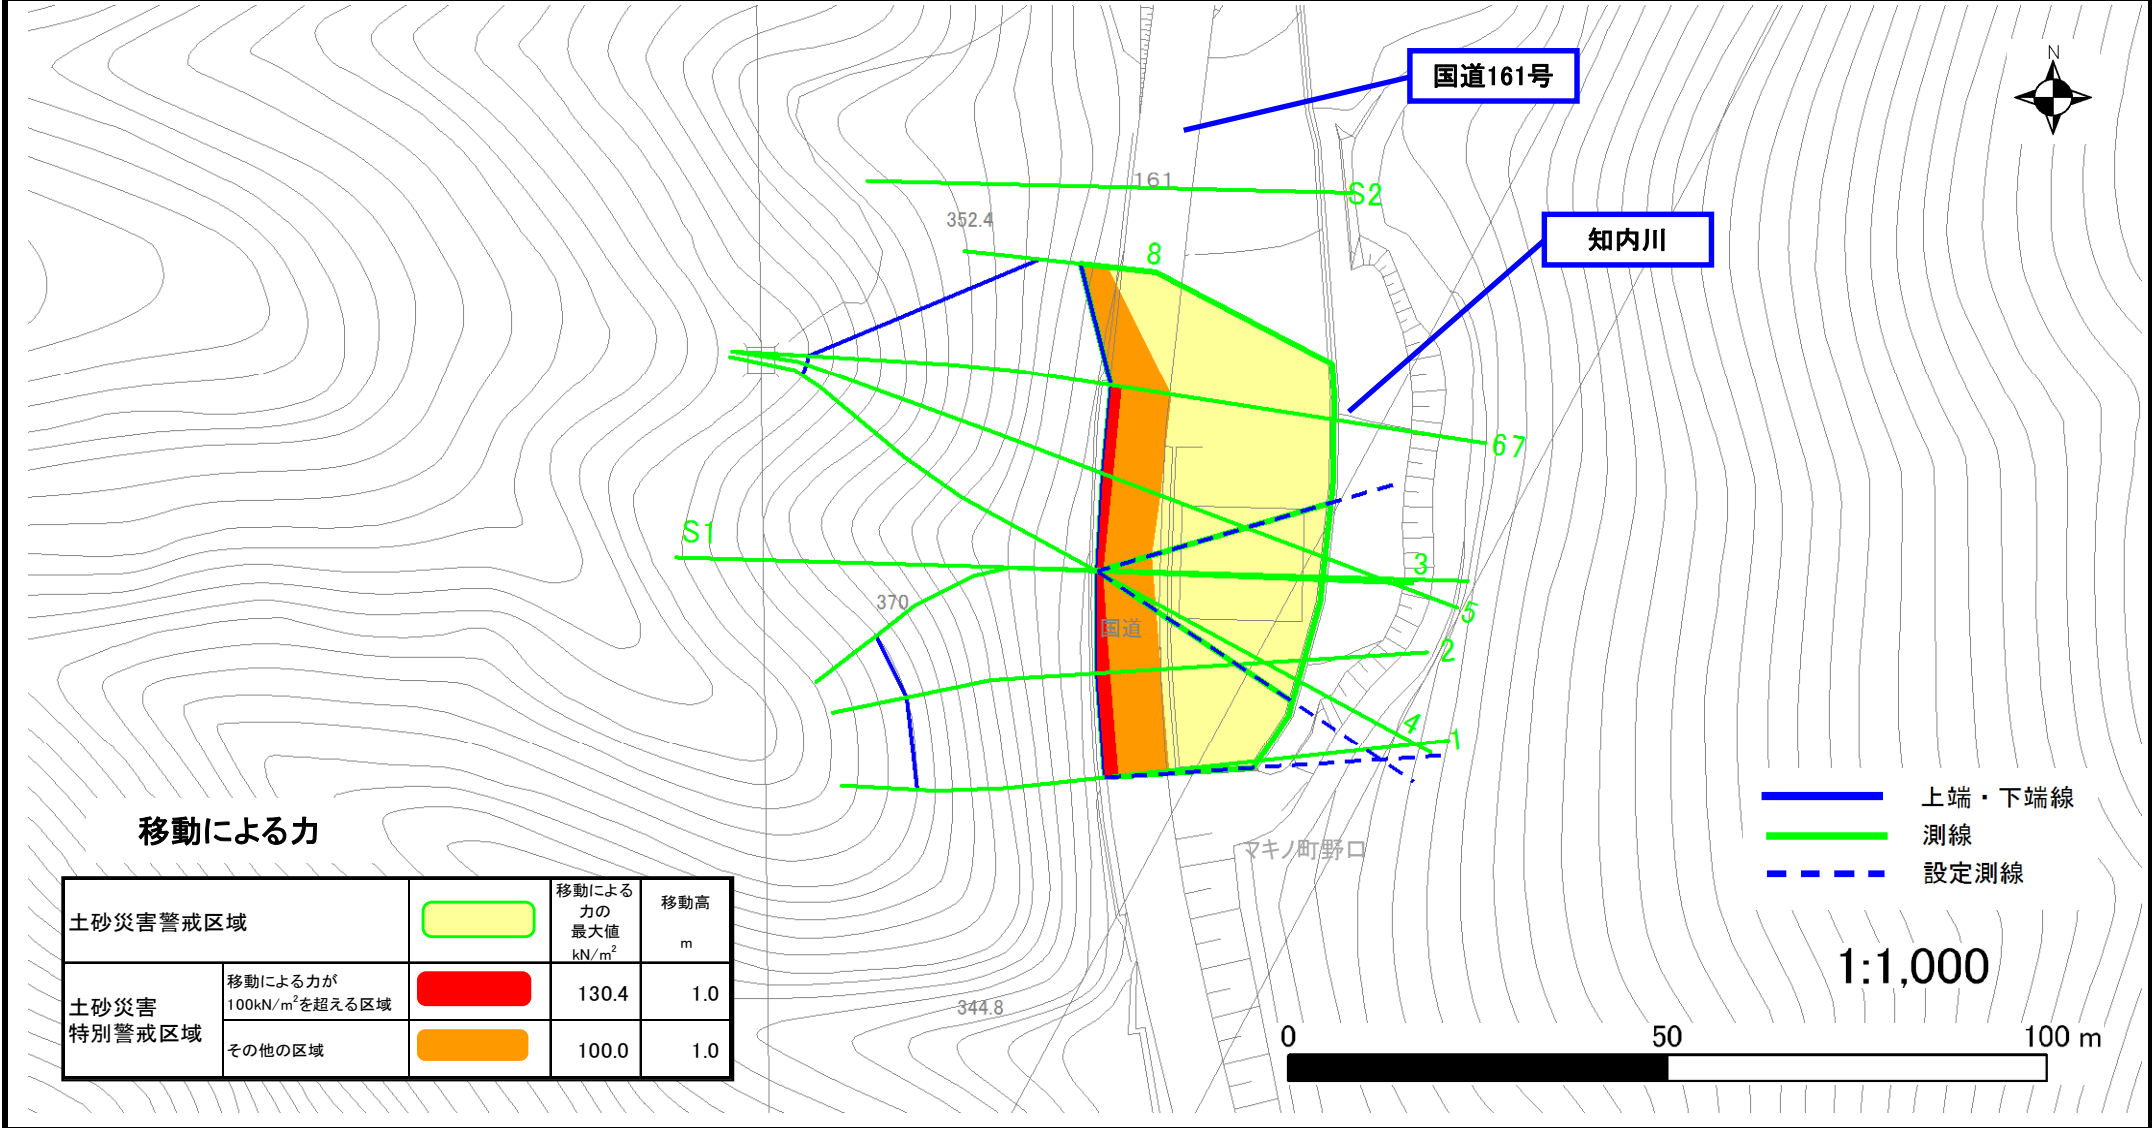 国道161号
N
161
S2
352.4
8
知内川
67
S1
3
370
5
国道
2
4
1
マキノ町野口
上端・下端線
測線
設定測線
移動による力
移動による
力の
最大値
kN/m²
移動高
m
土砂災害警戒区域
土砂災害
特別警戒区域
移動による力が
100kN/m²を超える区域
130.4
1.0
その他の区域
100.0
1.0
344.8
1:1,000
0 50 100 m